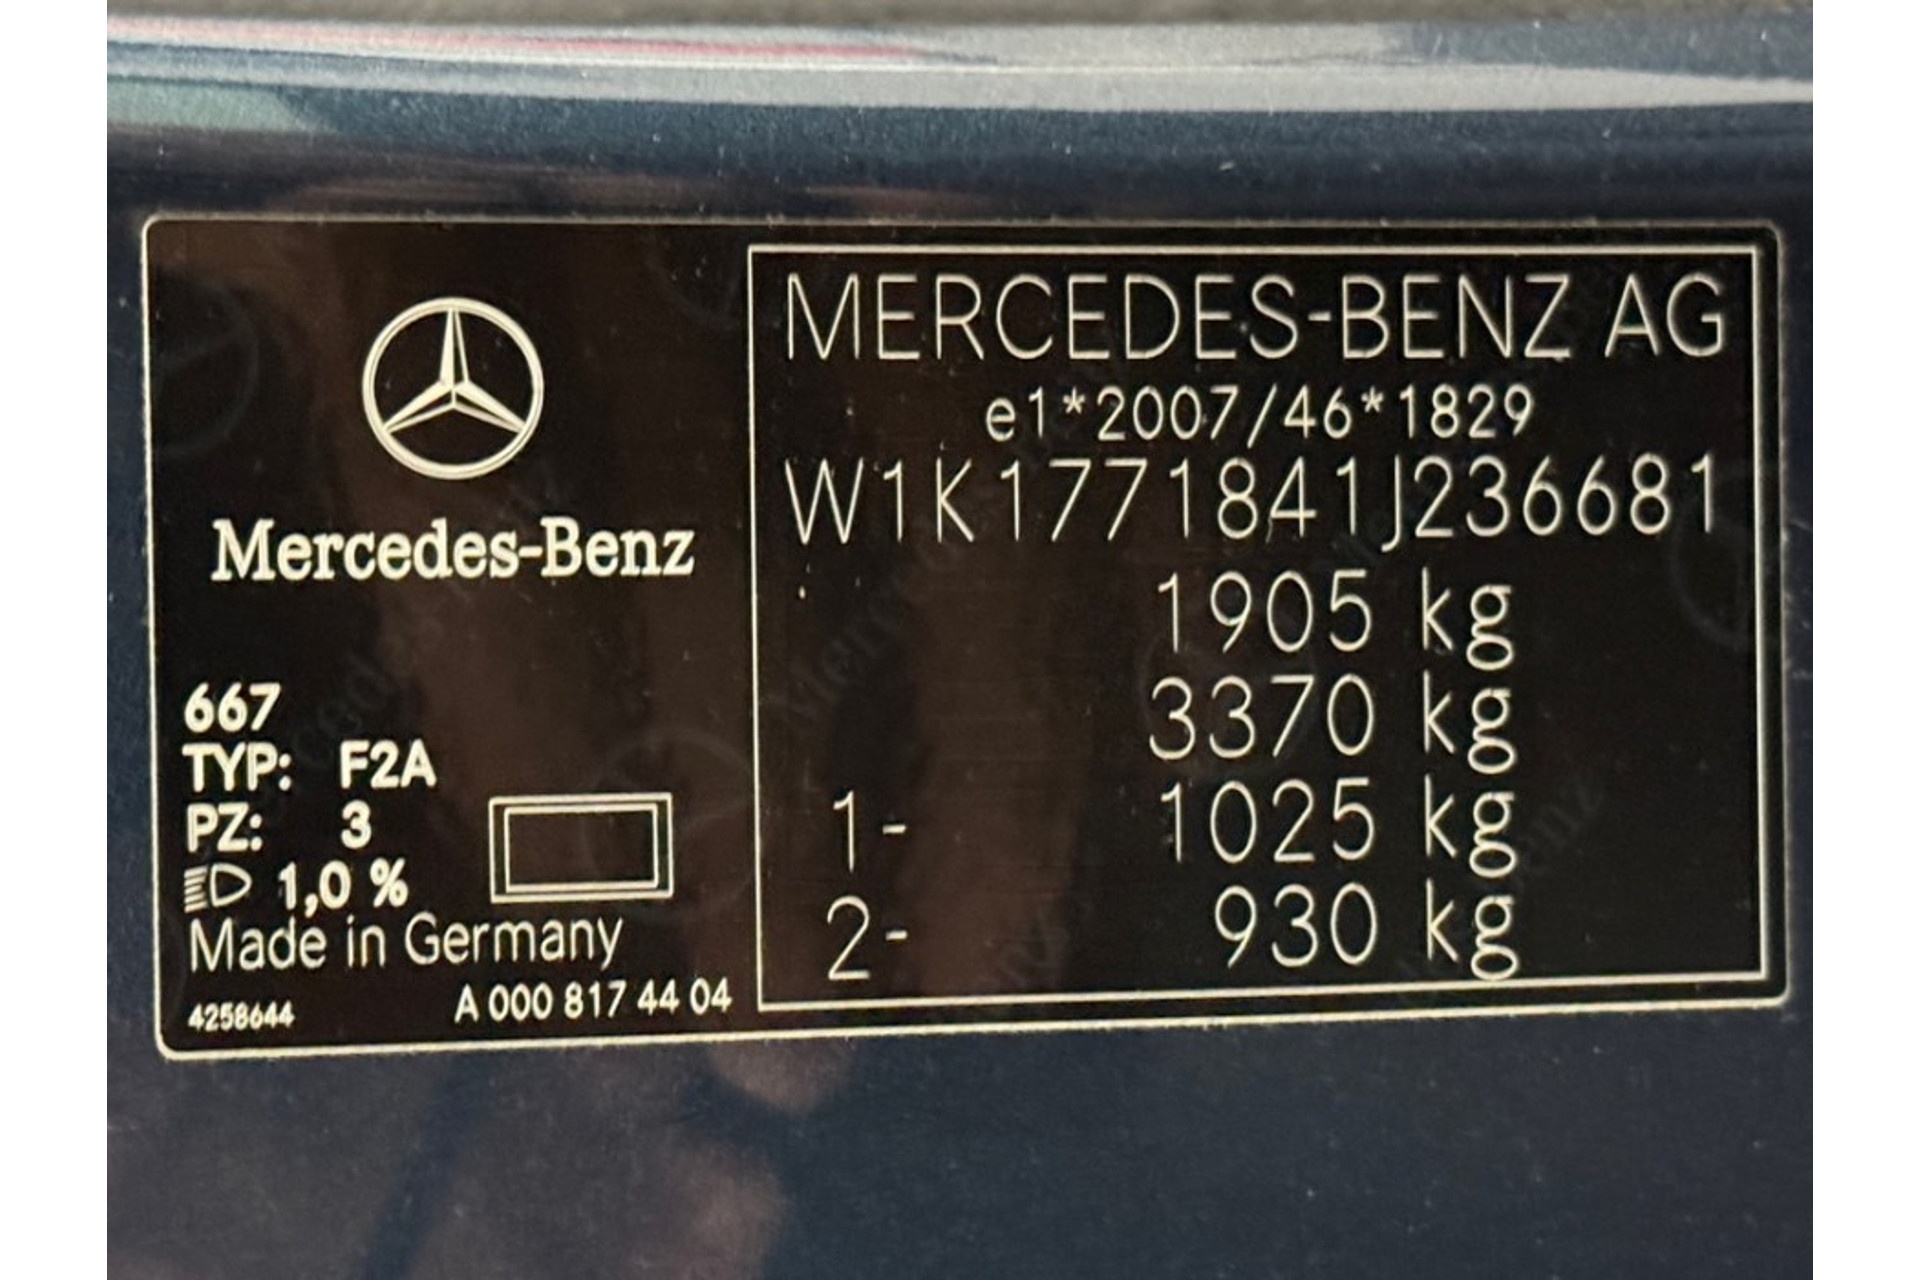 Mercedes-Benz
667
TYP: F2A
PZ: 3
1,0 %
Made in Germany
4258644
A 000 817 44 04
MERCEDES-BENZ AG
e1*2007/46*1829
W1K1771841J236681
1905 kg
3370 kg
1- 1025 kg
2- 930 kg